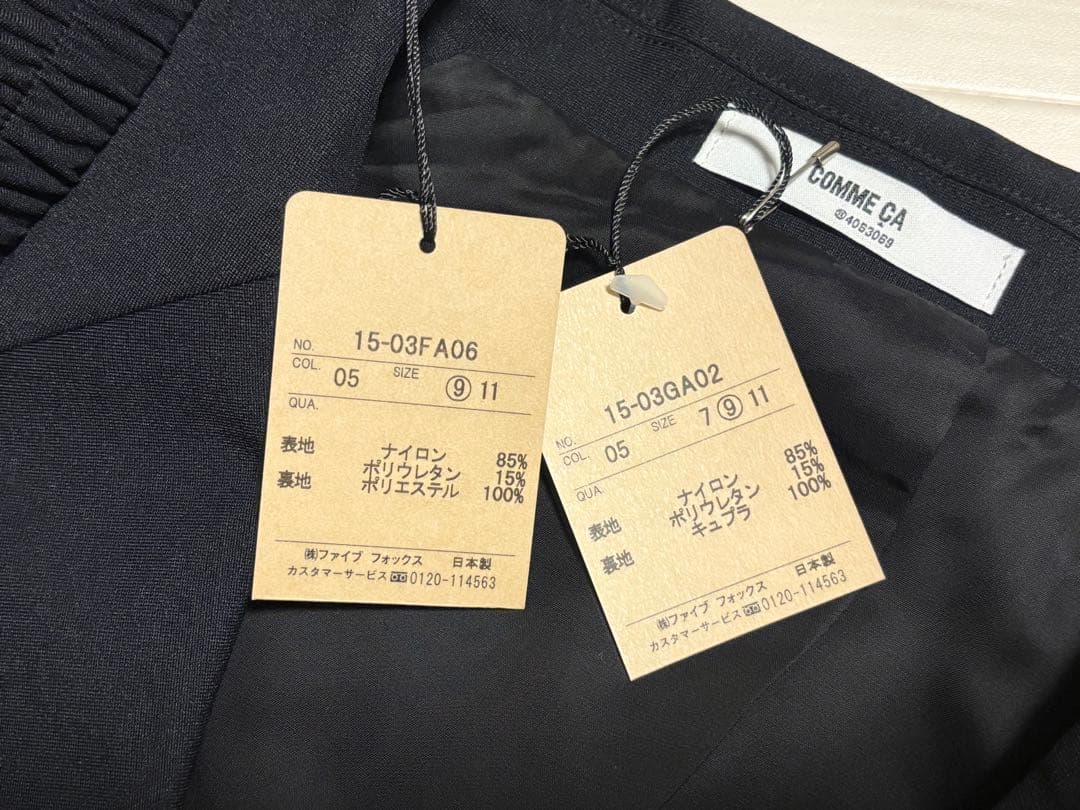 NO. 15-03FA06
COL. 05 SIZE ⑨ 11
QUA.
表地 ナイロン 85%
ポリウレタン 15%
裏地 ポリエステル 100%
㈱ファイブ フォックス 日本製
カスタマーサービス 0120-114563
NO. 15-03GA02
COL. 05 SIZE 7 ⑨ 11
QUA.
表地 ナイロン 85%
ポリウレタン 15%
裏地 キュプラ 100%
㈱ファイブ フォックス 日本製
カスタマーサービス 0120-114563
COMME ÇA
4053069